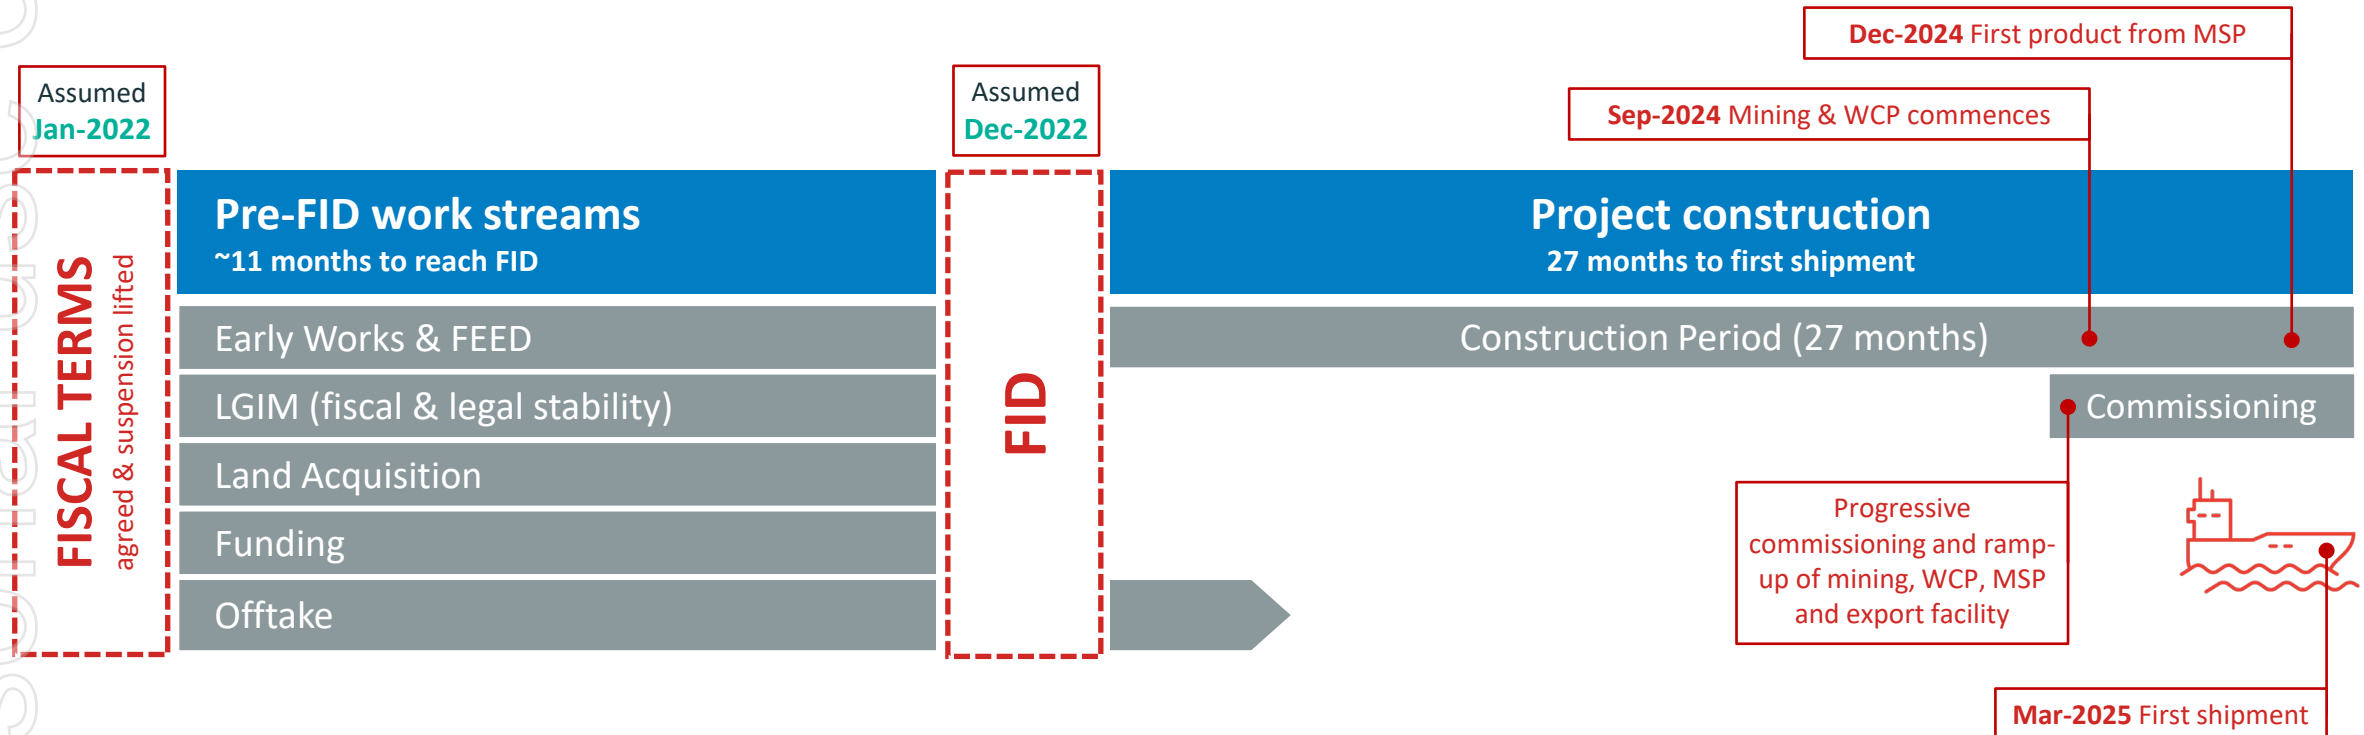 Dec-2024 First product from MSP
Assumed
Jan-2022
Assumed
Dec-2022
Sep-2024 Mining & WCP commences
FISCAL TERMS
agreed & suspension lifted
Pre-FID work streams
~11 months to reach FID
Early Works & FEED
LGIM (fiscal & legal stability)
Land Acquisition
Funding
Offtake
FID
Project construction
27 months to first shipment
Construction Period (27 months)
Commissioning
Progressive
commissioning and ramp-
up of mining, WCP, MSP
and export facility
Mar-2025 First shipment